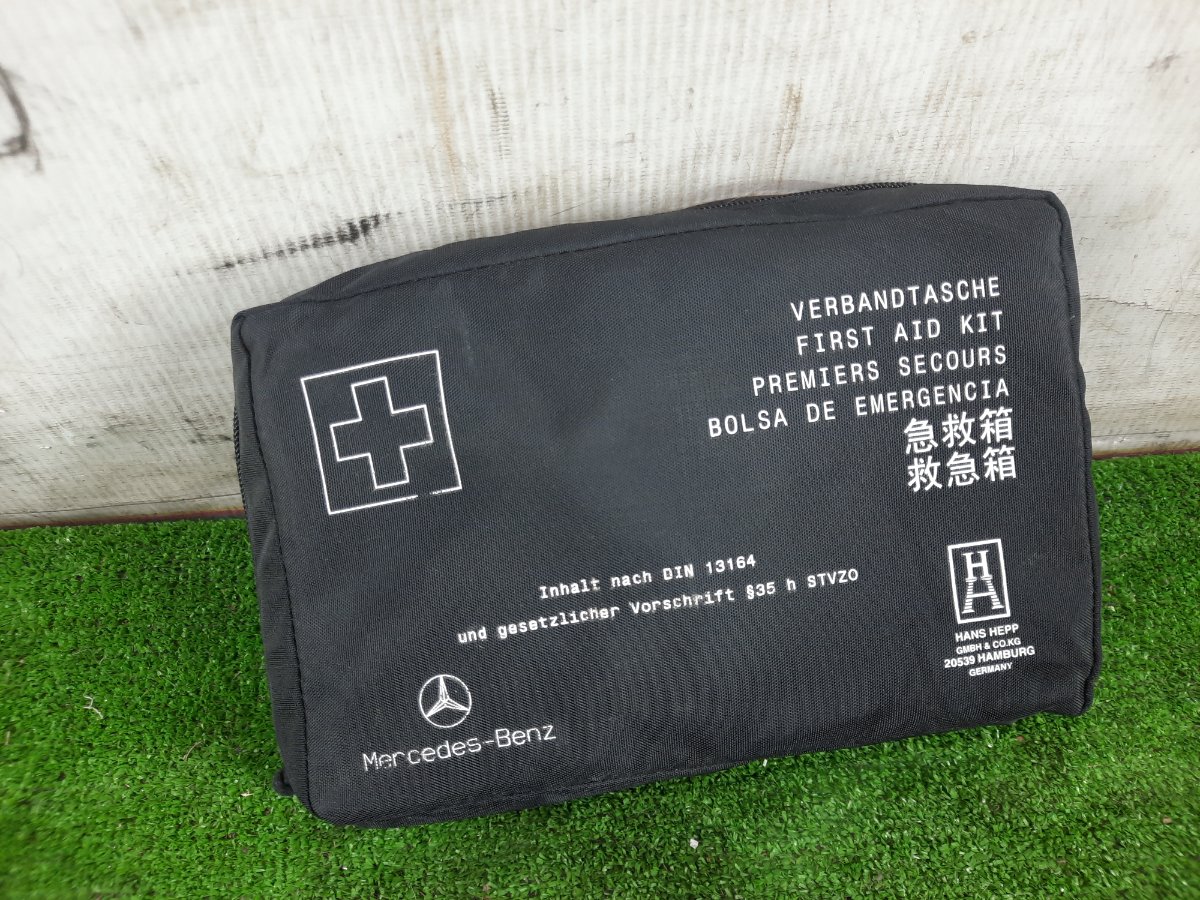 VERBANDTASCHE
FIRST AID KIT
PREMIERS SECOURS
BOLSA DE EMERGENCIA
急救箱
救急箱
Inhalt nach DIN 13164
und gesetzlicher Vorschrift §35 h STVZO
HA
HANS HEPP
GMBH & CO.KG
20539 HAMBURG
GERMANY
Mercedes-Benz